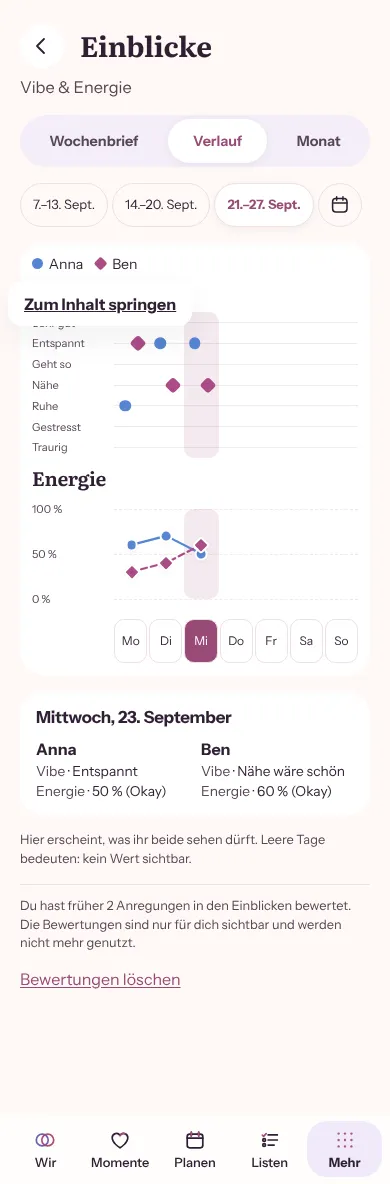 Einblicke
Vibe & Energie
Wochenbrief Verlauf Monat
7.–13. Sept. 14.–20. Sept. 21.–27. Sept.
Anna Ben
Zum Inhalt springen
Entspannt
Geht so
Nähe
Ruhe
Gestresst
Traurig
Energie
100 %
50 %
0 %
Mo Di Mi Do Fr Sa So
Mittwoch, 23. September
Anna Ben
Vibe · Entspannt Vibe · Nähe wäre schön
Energie · 50 % (Okay) Energie · 60 % (Okay)
Hier erscheint, was ihr beide sehen dürft. Leere Tage
bedeuten: kein Wert sichtbar.
Du hast früher 2 Anregungen in den Einblicken bewertet.
Die Bewertungen sind nur für dich sichtbar und werden
nicht mehr genutzt.
Bewertungen löschen
Wir Momente Planen Listen Mehr